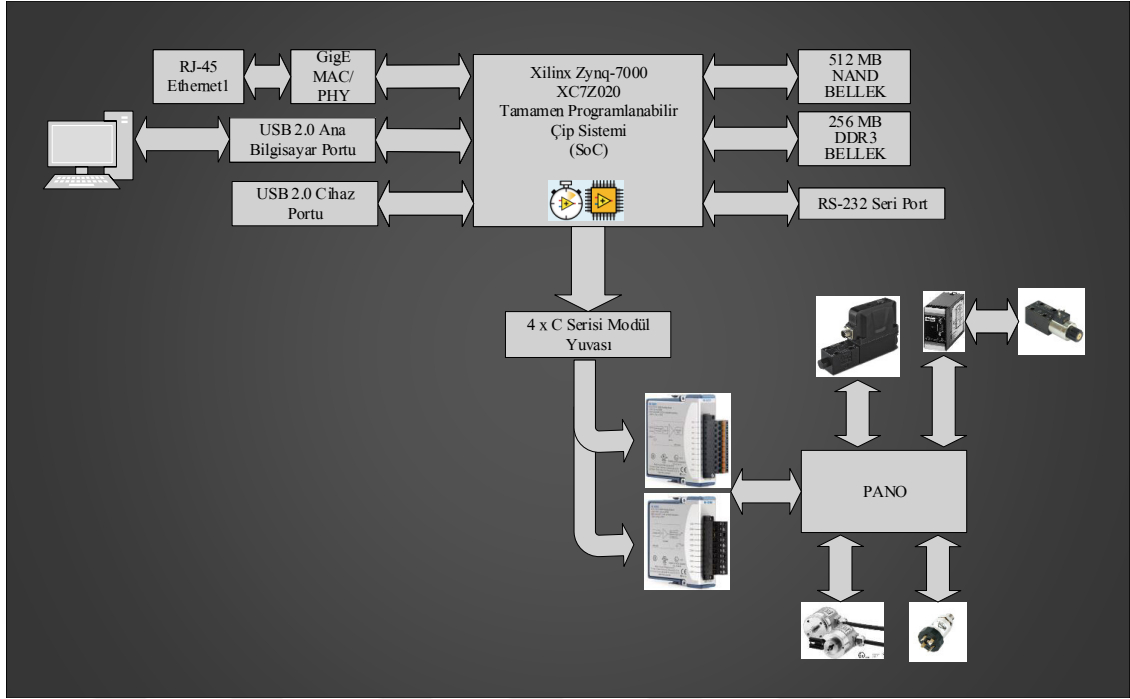 RJ-45
Ethernet1
GigE
MAC/
PHY
Xilinx Zynq-7000
XC7Z020
Tamamen Programlanabilir
Çip Sistemi
(SoC)
512 MB
NAND
BELLEK
256 MB
DDR3
BELLEK
USB 2.0 Ana
Bilgisayar Portu
USB 2.0 Cihaz
Portu
RS-232 Seri Port
4 x C Serisi Modül
Yuvası
PANO